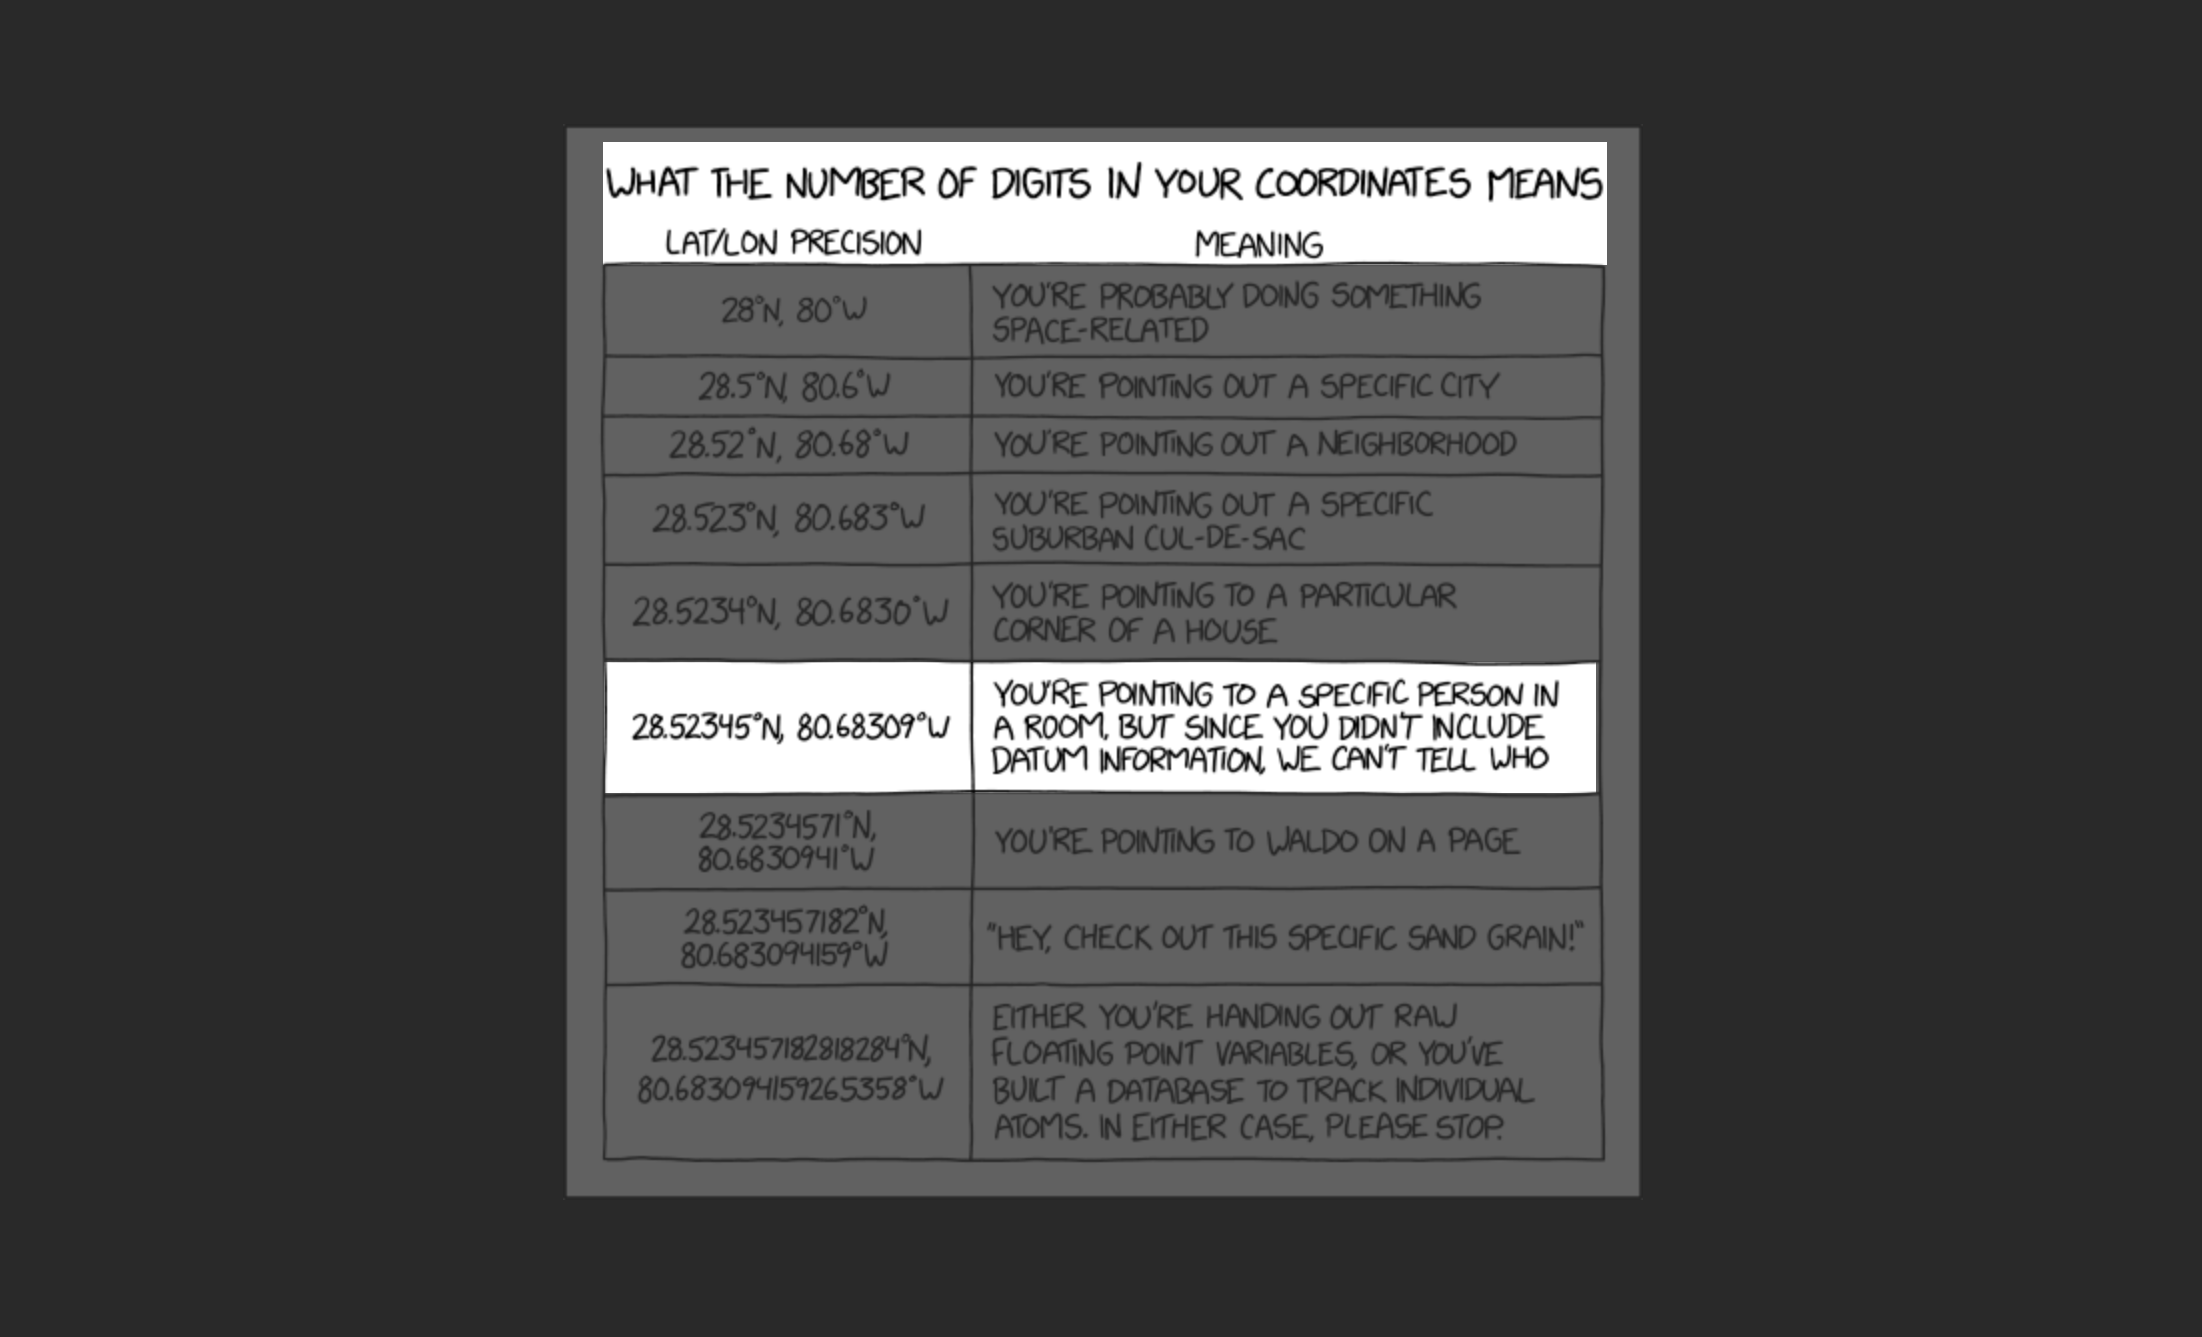 WHAT THE NUMBER OF DIGITS IN YOUR COORDINATES MEANS
LAT/LON PRECISION MEANING
28°N, 80°W
YOU'RE PROBABLY DOING SOMETHING
SPACE-RELATED
28.5°N, 80.6°W
YOU'RE POINTING OUT A SPECIFIC CITY
28.52°N, 80.68°W
YOU'RE POINTING OUT A NEIGHBORHOOD
28.523°N, 80.683°W
YOU'RE POINTING OUT A SPECIFIC
SUBURBAN CUL-DE-SAC
28.5234°N, 80.6830°W
YOU'RE POINTING TO A PARTICULAR
CORNER OF A HOUSE
28.52345°N, 80.68309°W
YOU'RE POINTING TO A SPECIFIC PERSON IN
A ROOM, BUT SINCE YOU DIDN'T INCLUDE
DATUM INFORMATION, WE CAN'T TELL WHO
28.5234571°N,
80.6830941°W
YOU'RE POINTING TO WALDO ON A PAGE
28.523457182°N,
80.683094159°W
"HEY, CHECK OUT THIS SPECIFIC SAND GRAIN!"
28.523457182818284°N,
80.683094159265358°W
EITHER YOU'RE HANDING OUT RAW
FLOATING POINT VARIABLES, OR YOU'VE
BUILT A DATABASE TO TRACK INDIVIDUAL
ATOMS. IN EITHER CASE, PLEASE STOP.